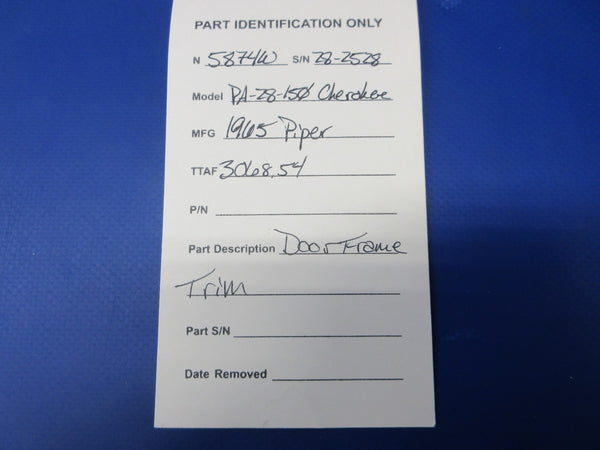 PART IDENTIFICATION ONLY
N 5874W S/N 28-2528
Model PA-28-150 Cherokee
MFG 1965 Piper
TTAF 3068.54
P/N
Part Description Door Frame
Trim
Part S/N
Date Removed